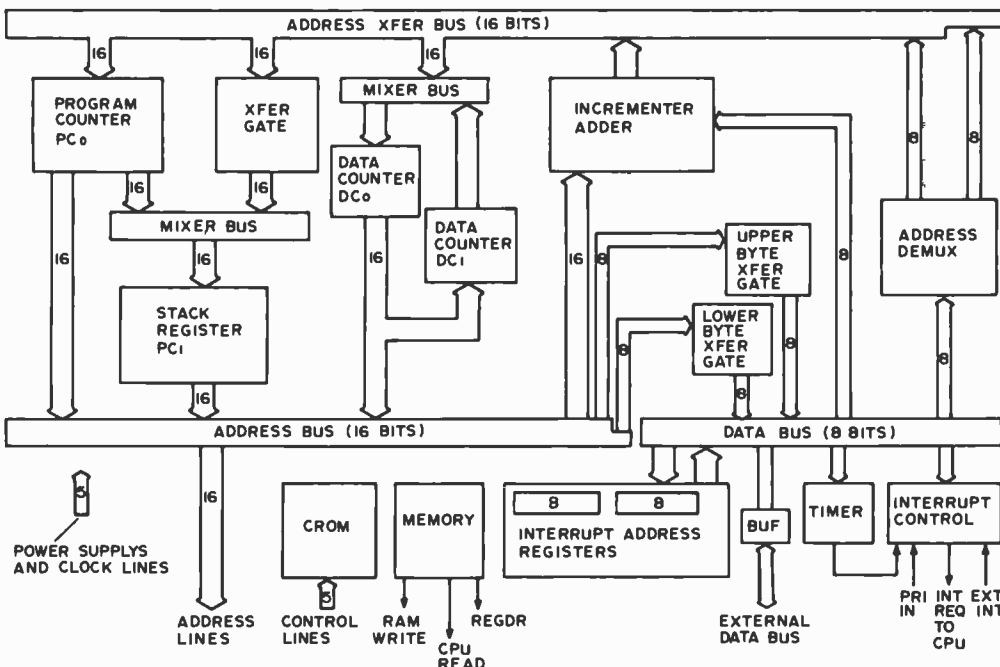 ADDRESS XFER BUS (16 BITS)
16
16
16
PROGRAM
COUNTER
PC0
XFER
GATE
MIXER BUS
INCREMENTER
ADDER
8
8
DATA
COUNTER
DC0
16
16
MIXER BUS
DATA
COUNTER
DC1
UPPER
BYTE
XFER
GATE
ADDRESS
DEMUX
16
16
16
16
8
8
STACK
REGISTER
PC1
LOWER
BYTE
XFER
GATE
8
8
8
16
8
ADDRESS BUS (16 BITS)
DATA BUS (8 BITS)
5
POWER SUPPLYS
AND CLOCK LINES
16
CROM
MEMORY
8
8
INTERRUPT ADDRESS
REGISTERS
BUF
TIMER
INTERRUPT
CONTROL
5
ADDRESS
LINES
CONTROL
LINES
RAM
WRITE
CPU
READ
REGDR
EXTERNAL
DATA BUS
PRI
IN
INT
REQ
TO
CPU
EXT
INT